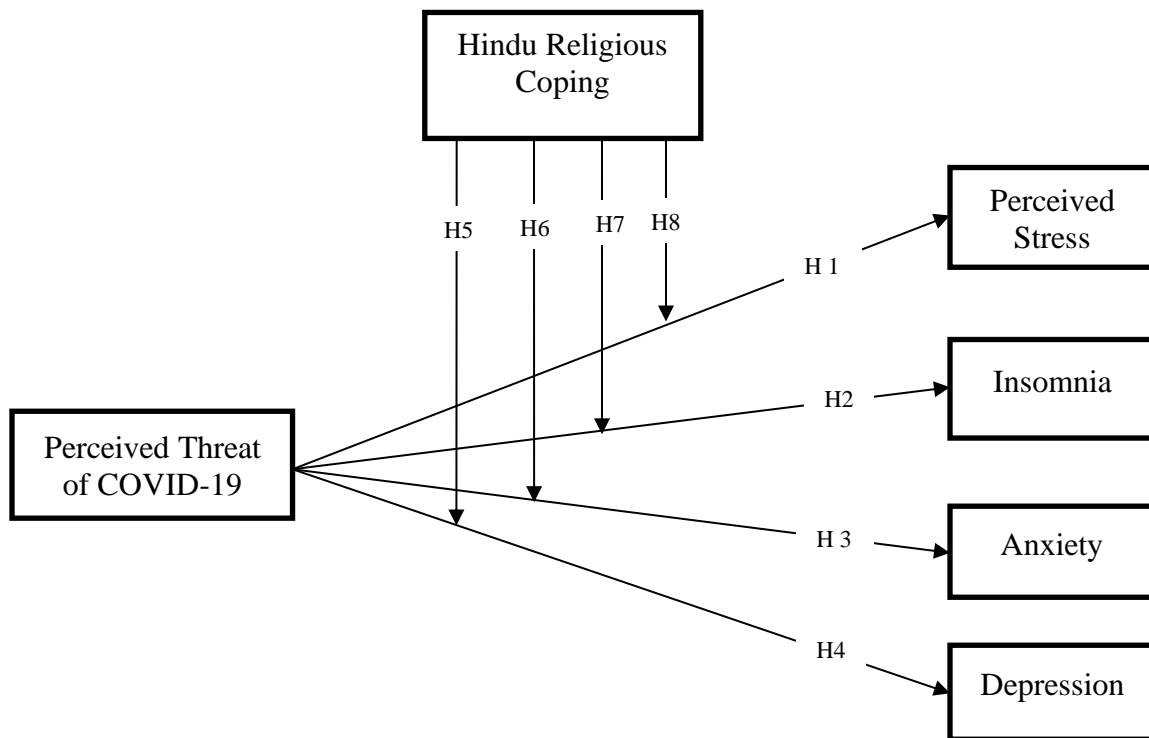 Hindu Religious
Coping
H5
H6
H7
H8
H 1
Perceived
Stress
H2
Insomnia
Perceived Threat
of COVID-19
H 3
Anxiety
H4
Depression